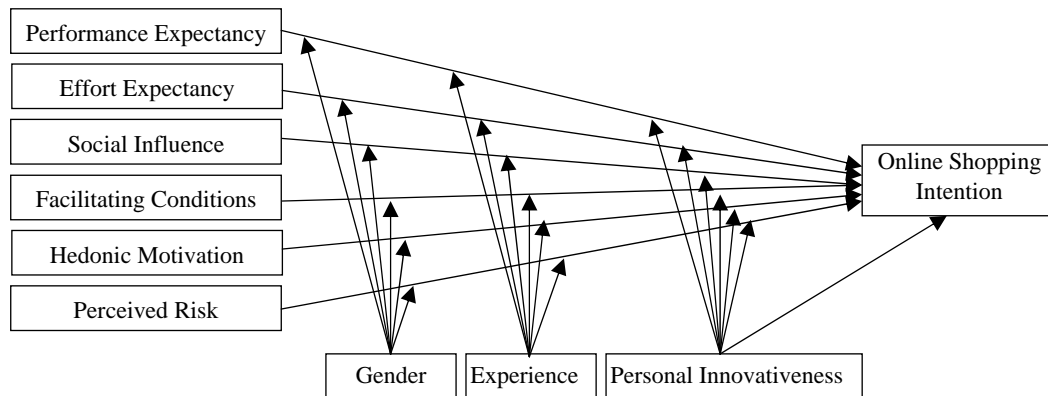 Performance Expectancy
Effort Expectancy
Social Influence
Facilitating Conditions
Hedonic Motivation
Perceived Risk
Online Shopping
Intention
Gender
Experience
Personal Innovativeness